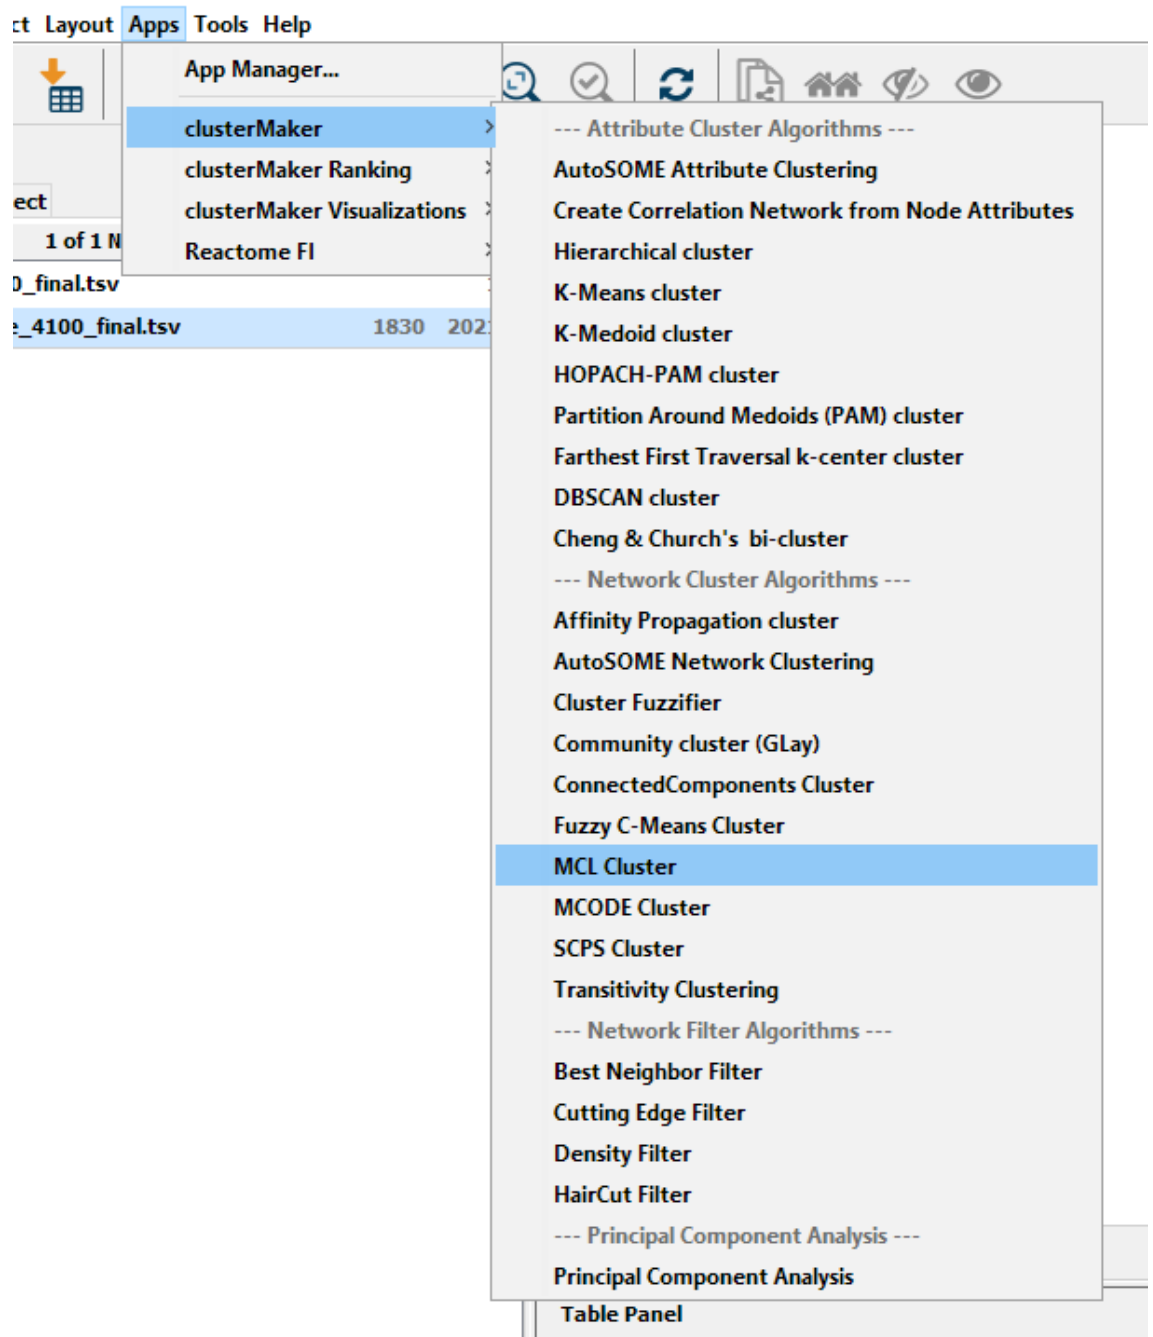 ct Layout Apps Tools Help
App Manager...
clusterMaker
clusterMaker Ranking
clusterMaker Visualizations
Reactome FI
ect
1 of 1 N
0_final.tsv
e_4100_final.tsv 1830 202
--- Attribute Cluster Algorithms ---
AutoSOME Attribute Clustering
Create Correlation Network from Node Attributes
Hierarchical cluster
K-Means cluster
K-Medoid cluster
HOPACH-PAM cluster
Partition Around Medoids (PAM) cluster
Farthest First Traversal k-center cluster
DBSCAN cluster
Cheng & Church's  bi-cluster
--- Network Cluster Algorithms ---
Affinity Propagation cluster
AutoSOME Network Clustering
Cluster Fuzzifier
Community cluster (GLay)
ConnectedComponents Cluster
Fuzzy C-Means Cluster
MCL Cluster
MCODE Cluster
SCPS Cluster
Transitivity Clustering
--- Network Filter Algorithms ---
Best Neighbor Filter
Cutting Edge Filter
Density Filter
HairCut Filter
--- Principal Component Analysis ---
Principal Component Analysis
Table Panel